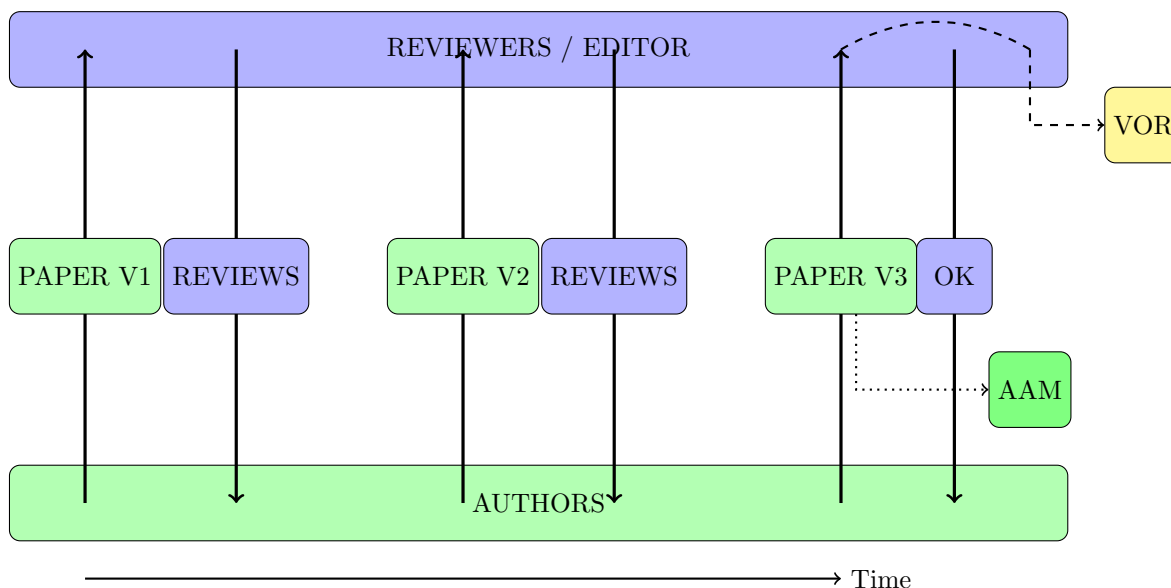 REVIEWERS / EDITOR
VOR
PAPER V1
REVIEWS
PAPER V2
REVIEWS
PAPER V3
OK
AAM
AUTHORS
Time